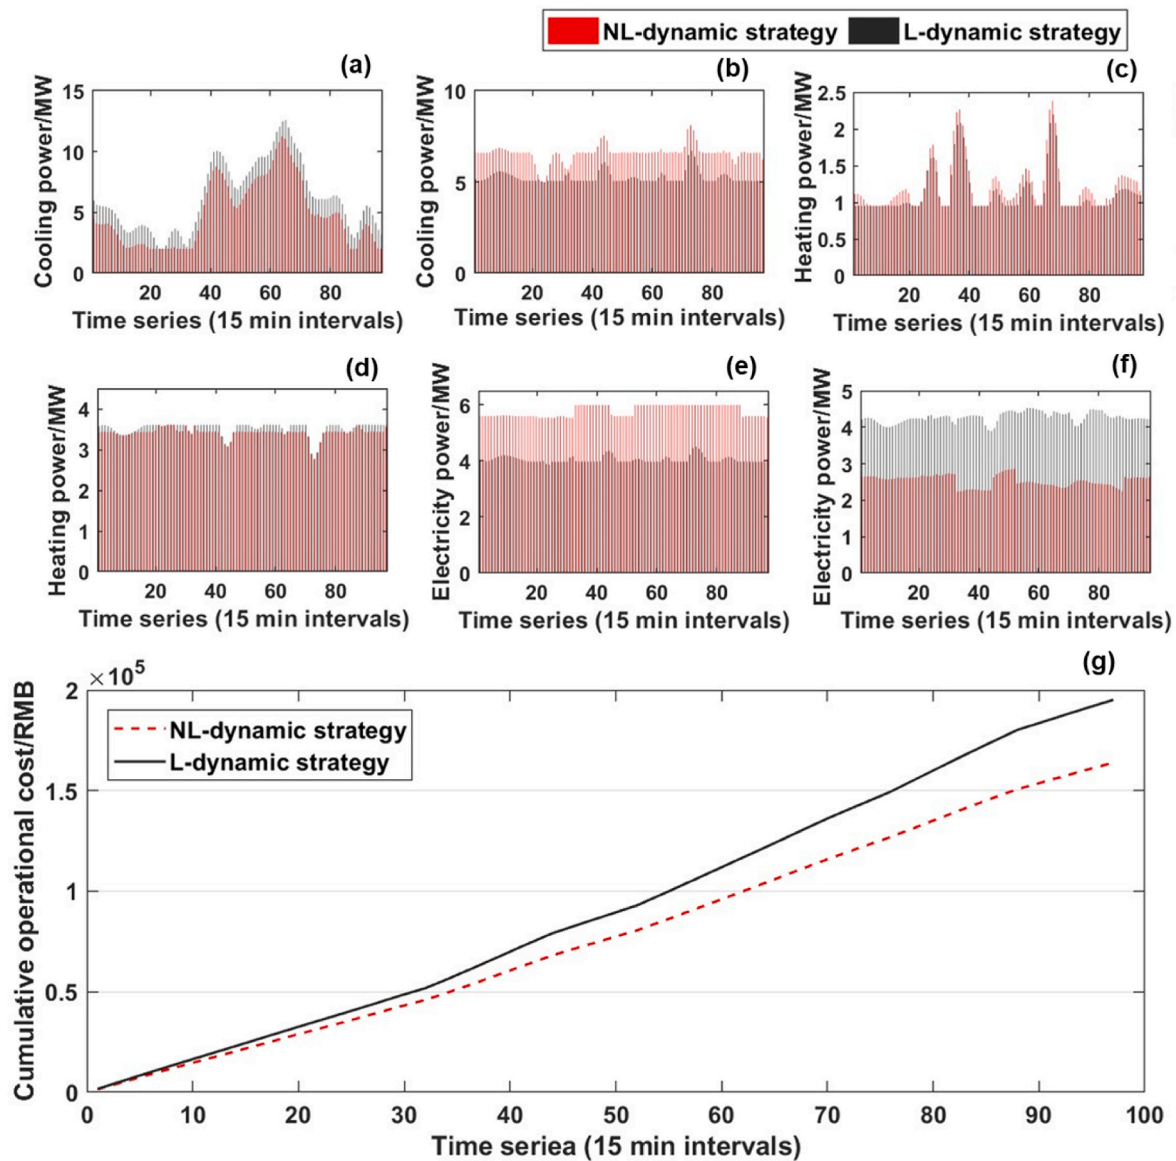 NL-dynamic strategy L-dynamic strategy
(a) (b) (c)
Cooling power/MW
15
10
5
0
20 40 60 80
Time series (15 min intervals)
Cooling power/MW
10
5
0
20 40 60 80
Time series (15 min intervals)
Heating power/MW
2.5
2
1.5
1
0.5
0
20 40 60 80
Time series (15 min intervals)
(d) (e) (f)
Heating power/MW
4
3
2
1
0
20 40 60 80
Time series (15 min intervals)
Electricity power/MW
6
4
2
0
20 40 60 80
Time series (15 min intervals)
Electricity power/MW
5
4
3
2
1
0
20 40 60 80
Time series (15 min intervals)
(g)
×10⁵
Cumulative operational cost/RMB
2
1.5
1
0.5
0
NL-dynamic strategy
L-dynamic strategy
0 10 20 30 40 50 60 70 80 90 100
Time seriea (15 min intervals)